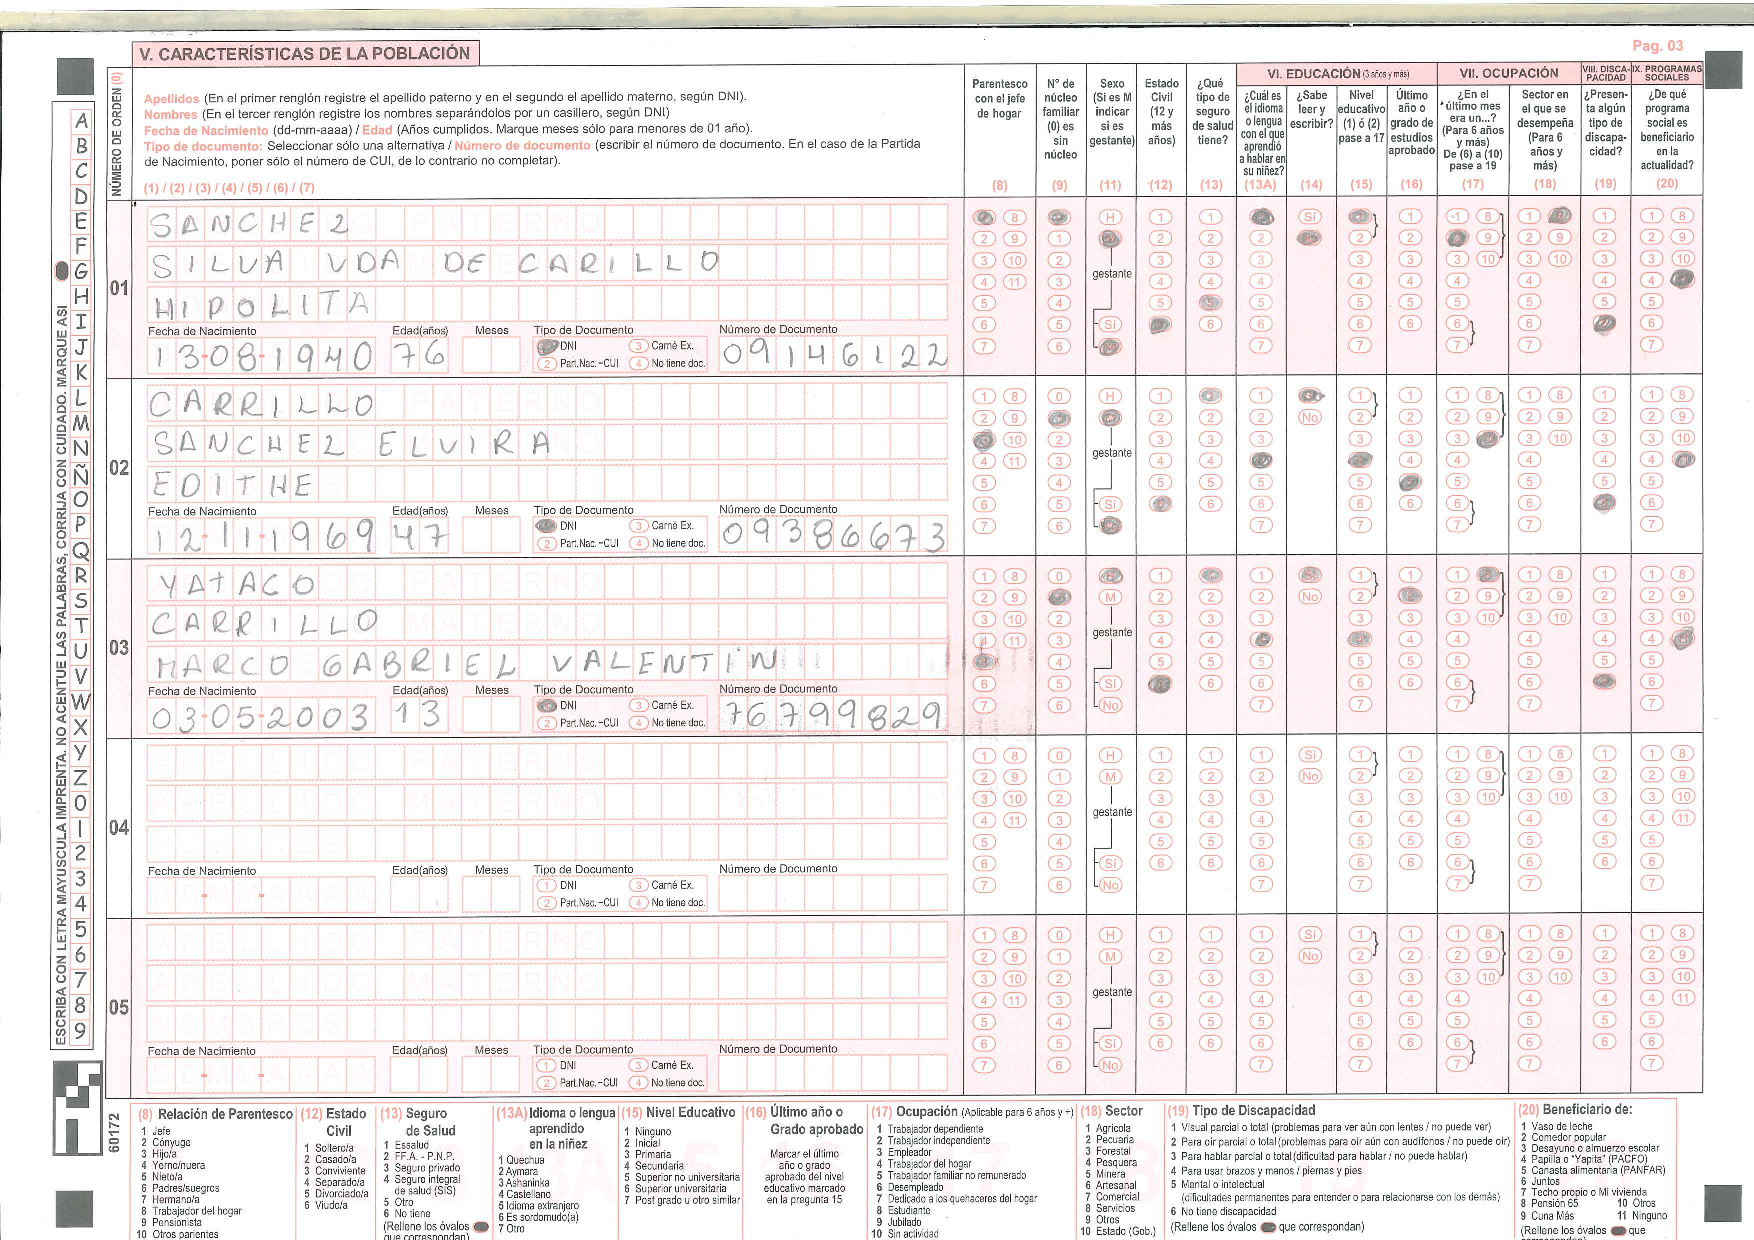 Pag. 03
V. CARACTERÍSTICAS DE LA POBLACIÓN
NÚMERO DE ORDEN (0)
Apellidos (En el primer renglón registre el apellido paterno y en el segundo el apellido materno, según DNI).
Nombres (En el tercer renglón registre los nombres separándolos por un casillero, según DNI)
Fecha de Nacimiento (dd-mm-aaaa) / Edad (Años cumplidos. Marque meses sólo para menores de 01 año).
Tipo de documento: Seleccionar sólo una alternativa / Número de documento (escribir el número de documento. En el caso de la Partida
de Nacimiento, poner sólo el número de CUI, de lo contrario no completar).
(1) / (2) / (3) / (4) / (5) / (6) / (7)
Parentesco con el jefe de hogar (8)
N° de núcleo familiar (0) es sin núcleo (9)
Sexo (Si es M indicar si es gestante) (11)
Estado Civil (12 y más años) (12)
¿Qué tipo de seguro de salud tiene? (13)
VI. EDUCACIÓN (3 años y más)
¿Cuál es el idioma o lengua con el que aprendió a hablar en su niñez? (13A)
¿Sabe leer y escribir? (14)
Nivel educativo (1) ó (2) pase a 17 (15)
Último año o grado de estudios aprobado (16)
VII. OCUPACIÓN
¿En el último mes era un...? (Para 6 años y más) De (6) a (10) pase a 19 (17)
Sector en el que se desempeña (Para 6 años y más) (18)
VIII. DISCAPACIDAD
¿Presenta algún tipo de discapacidad? (19)
IX. PROGRAMAS SOCIALES
¿De qué programa social es beneficiario en la actualidad? (20)
ESCRIBA CON LETRA MAYUSCULA IMPRENTA. NO ACENTUE LAS PALABRAS, CORRIJA CON CUIDADO. MARQUE ASI
A B C D E F G H I J K L M N Ñ O P Q R S T U V W X Y Z 0 1 2 3 4 5 6 7 8 9
01
SANCHEZ
SILVA VDA DE CARILLO
HIPOLITA
Fecha de Nacimiento Edad(años) Meses Tipo de Documento Número de Documento
13-08-1940 76 DNI 3 Carné Ex. 2 Part.Nac.-CUI 4 No tiene doc. 09146122
gestante
02
CARRILLO
SANCHEZ ELVIRA
EDITHE
Fecha de Nacimiento Edad(años) Meses Tipo de Documento Número de Documento
12-11-1969 47 DNI 3 Carné Ex. 2 Part.Nac.-CUI 4 No tiene doc. 09386673
gestante
03
YATACO
CARRILLO
MARCO GABRIEL VALENTIN
Fecha de Nacimiento Edad(años) Meses Tipo de Documento Número de Documento
03-05-2003 13 DNI 3 Carné Ex. 2 Part.Nac.-CUI 4 No tiene doc. 76799829
gestante
04
Fecha de Nacimiento Edad(años) Meses Tipo de Documento Número de Documento
1 DNI 3 Carné Ex. 2 Part.Nac.-CUI 4 No tiene doc.
gestante
05
Fecha de Nacimiento Edad(años) Meses Tipo de Documento Número de Documento
1 DNI 3 Carné Ex. 2 Part.Nac.-CUI 4 No tiene doc.
gestante
60172
(8) Relación de Parentesco
1 Jefe
2 Cónyuge
3 Hijo/a
4 Yerno/nuera
5 Nieto/a
6 Padres/suegros
7 Hermano/a
8 Trabajador del hogar
9 Pensionista
10 Otros parientes
(12) Estado Civil
1 Soltero/a
2 Casado/a
3 Conviviente
4 Separado/a
5 Divorciado/a
6 Viudo/a
(13) Seguro de Salud
1 Essalud
2 FF.AA - P.N.P.
3 Seguro privado
4 Seguro integral de salud (SIS)
5 Otro
6 No tiene
(Rellene los óvalos que correspondan)
(13A) Idioma o lengua aprendido en la niñez
1 Quechua
2 Aymara
3 Ashaninka
4 Castellano
5 Idioma extranjero
6 Es sordomudo(a)
7 Otro
(15) Nivel Educativo
1 Ninguno
2 Inicial
3 Primaria
4 Secundaria
5 Superior no universitaria
6 Superior universitaria
7 Post grado u otro similar
(16) Último año o Grado aprobado
Marcar el último año o grado aprobado del nivel educativo marcado en la pregunta 15
(17) Ocupación (Aplicable para 6 años y +)
1 Trabajador dependiente
2 Trabajador independiente
3 Empleador
4 Trabajador del hogar
5 Trabajador familiar no remunerado
6 Desempleado
7 Dedicado a los quehaceres del hogar
8 Estudiante
9 Jubilado
10 Sin actividad
(18) Sector
1 Agrícola
2 Pecuaria
3 Forestal
4 Pesquera
5 Minera
6 Artesanal
7 Comercial
8 Servicios
9 Otros
10 Estado (Gob.)
(19) Tipo de Discapacidad
1 Visual parcial o total (problemas para ver aún con lentes / no puede ver)
2 Para oir parcial o total (problemas para oir aún con audífonos / no puede oir)
3 Para hablar parcial o total (dificultad para hablar / no puede hablar)
4 Para usar brazos y manos / piernas y pies
5 Mental o intelectual
(dificultades permanentes para entender o para relacionarse con los demás)
6 No tiene discapacidad
(Rellene los óvalos que correspondan)
(20) Beneficiario de:
1 Vaso de leche
2 Comedor popular
3 Desayuno o almuerzo escolar
4 Papilla o "Yapita" (PACFO)
5 Canasta alimentaria (PANFAR)
6 Juntos
7 Techo propio o Mi vivienda
8 Pensión 65 10 Otros
9 Cuna Más 11 Ninguno
(Rellene los óvalos que